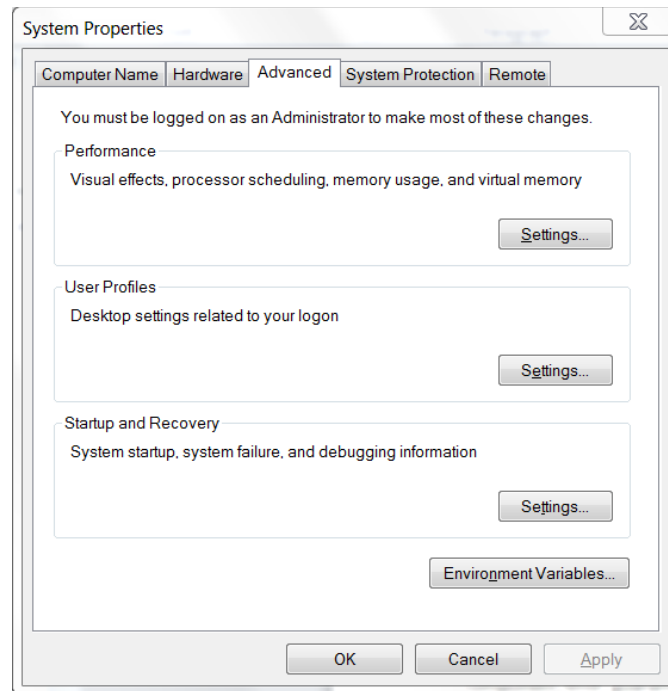 System Properties
Computer Name Hardware Advanced System Protection Remote
You must be logged on as an Administrator to make most of these changes.
Performance
Visual effects, processor scheduling, memory usage, and virtual memory
Settings...
User Profiles
Desktop settings related to your logon
Settings...
Startup and Recovery
System startup, system failure, and debugging information
Settings...
Environment Variables...
OK Cancel Apply